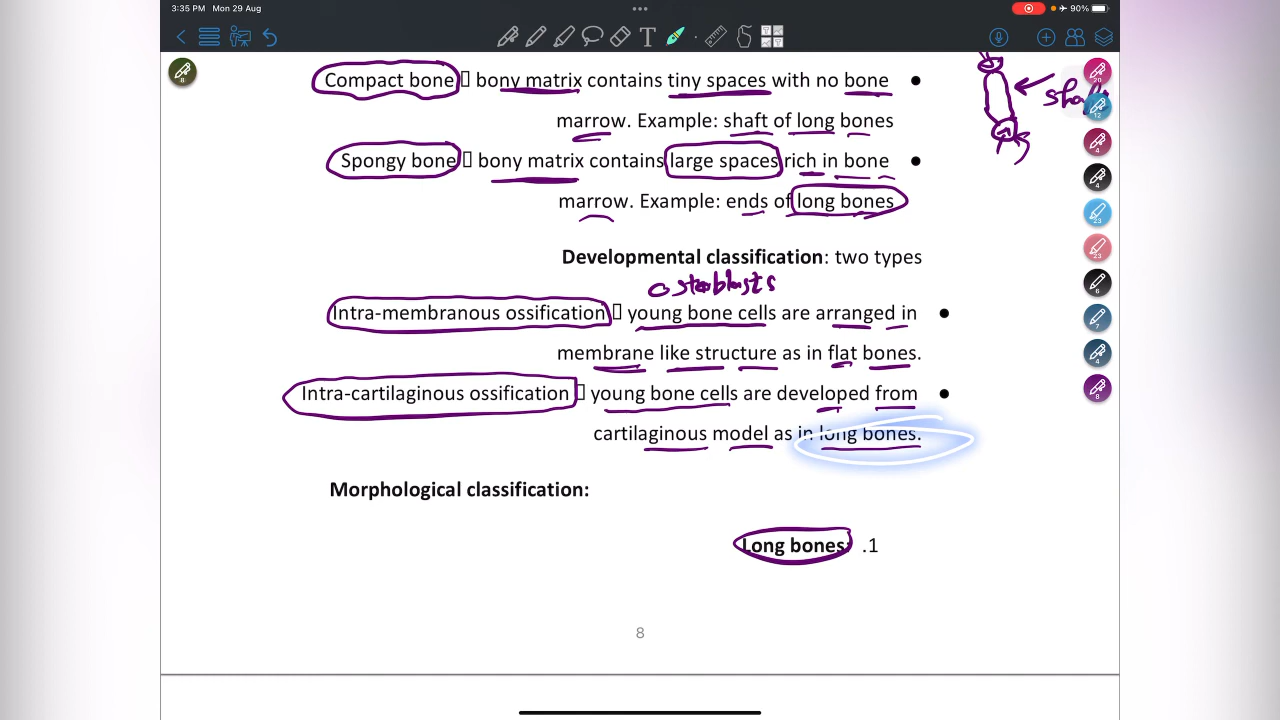 3:35 PM Mon 29 Aug
90%
Compact bone bony matrix contains tiny spaces with no bone •
marrow. Example: shaft of long bones
Spongy bone bony matrix contains large spaces rich in bone •
marrow. Example: ends of long bones
Developmental classification: two types
osteoblasts
Intra-membranous ossification young bone cells are arranged in •
membrane like structure as in flat bones.
Intra-cartilaginous ossification young bone cells are developed from •
cartilaginous model as in long bones.
Morphological classification:
Long bones: .1
8